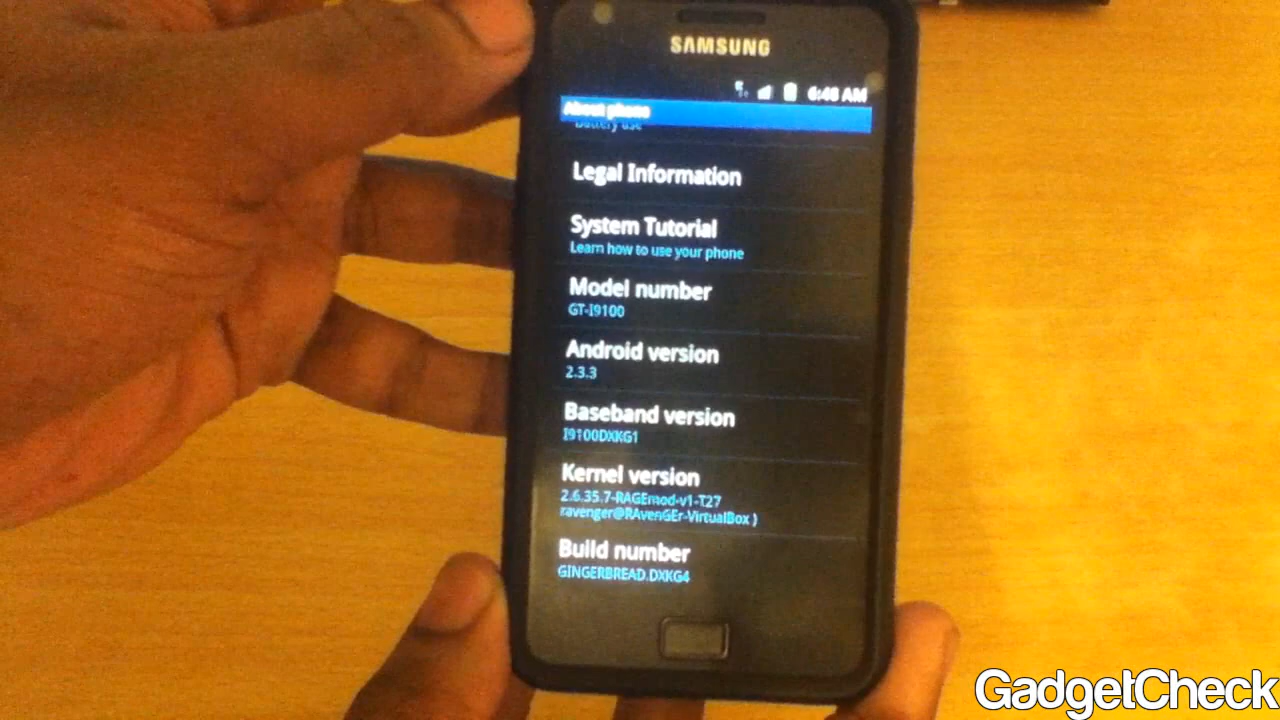 SAMSUNG
6:48 AM
About phone
Battery use
Legal Information
System Tutorial
Learn how to use your phone
Model number
GT-I9100
Android version
2.3.3
Baseband version
I9100DXKG1
Kernel version
2.6.35.7-RAGEmod-v1-T27
ravenger@RAvenGEr-VirtualBox )
Build number
GINGERBREAD.DXKG4
GadgetCheck